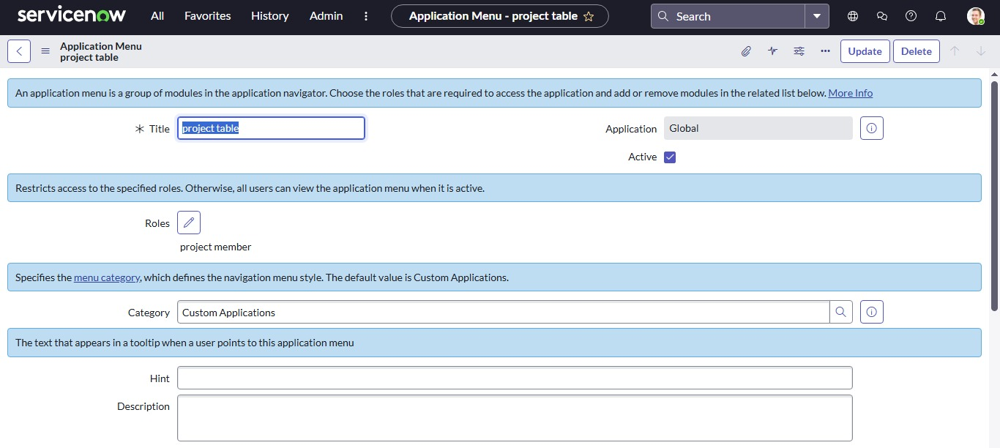 servicenow All Favorites History Admin Application Menu - project table Search
Application Menu
project table
Update Delete
An application menu is a group of modules in the application navigator. Choose the roles that are required to access the application and add or remove modules in the related list below. More Info
Title project table Application Global
Active
Restricts access to the specified roles. Otherwise, all users can view the application menu when it is active.
Roles
project member
Specifies the menu category, which defines the navigation menu style. The default value is Custom Applications.
Category Custom Applications
The text that appears in a tooltip when a user points to this application menu
Hint
Description